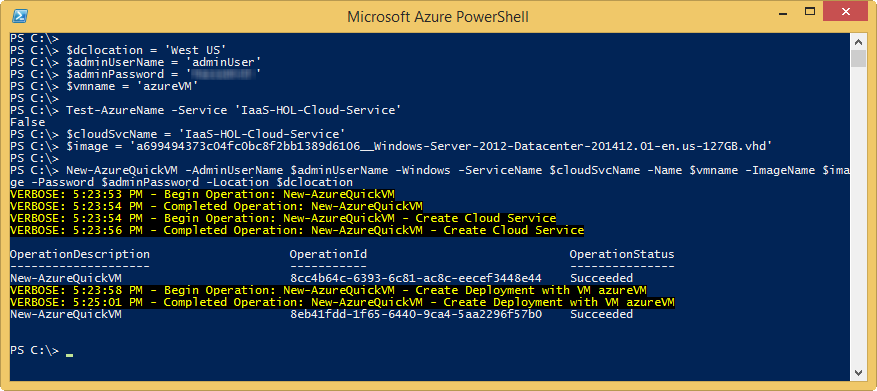 Microsoft Azure PowerShell
PS C:\>
PS C:\> $dclocation = 'West US'
PS C:\> $adminUserName = 'adminUser'
PS C:\> $adminPassword = ' '
PS C:\> $vmname = 'azureVM'
PS C:\>
PS C:\> Test-AzureName -Service 'IaaS-HOL-Cloud-Service'
False
PS C:\> $cloudSvcName = 'IaaS-HOL-Cloud-Service'
PS C:\> $image = 'a699494373c04fc0bc8f2bb1389d6106__Windows-Server-2012-Datacenter-201412.01-en.us-127GB.vhd'
PS C:\>
PS C:\> New-AzureQuickVM -AdminUserName $adminUserName -Windows -ServiceName $cloudSvcName -Name $vmname -ImageName $ima
ge -Password $adminPassword -Location $dclocation
VERBOSE: 5:23:53 PM - Begin Operation: New-AzureQuickVM
VERBOSE: 5:23:54 PM - Completed Operation: New-AzureQuickVM
VERBOSE: 5:23:54 PM - Begin Operation: New-AzureQuickVM - Create Cloud Service
VERBOSE: 5:23:56 PM - Completed Operation: New-AzureQuickVM - Create Cloud Service
OperationDescription OperationId OperationStatus
-------------------- ----------- ---------------
New-AzureQuickVM 8cc4b64c-6393-6c81-ac8c-eecef3448e44 Succeeded
VERBOSE: 5:23:58 PM - Begin Operation: New-AzureQuickVM - Create Deployment with VM azureVM
VERBOSE: 5:25:01 PM - Completed Operation: New-AzureQuickVM - Create Deployment with VM azureVM
New-AzureQuickVM 8eb41fdd-1f65-6440-9ca4-5aa2296f57b0 Succeeded
PS C:\>